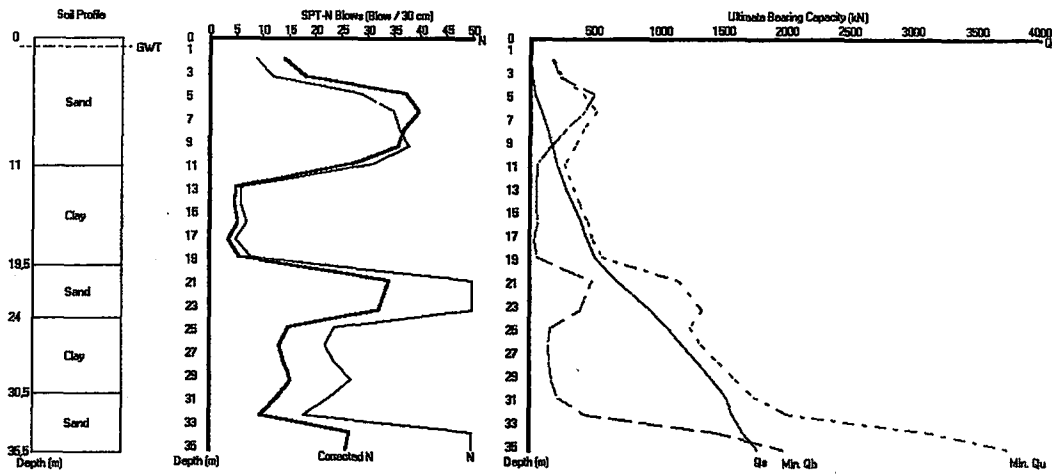 Soil Profile
0
GWT
Sand
11
Clay
19,5
Sand
24
Clay
30,5
Sand
35,5
Depth (m)
SPT-N Blows (Blow / 30 cm)
0 5 10 15 20 25 30 35 40 45 50
N
0
1
3
5
7
9
11
13
15
17
19
21
23
25
27
29
31
33
35
Depth (m)
Corrected N
N
Ultimate Bearing Capacity (kN)
0 500 1000 1500 2000 2500 3000 3500 4000
Q
0
1
3
5
7
9
11
13
15
17
19
21
23
25
27
29
31
33
35
Depth (m)
Qs
Min. Qb
Min. Qu